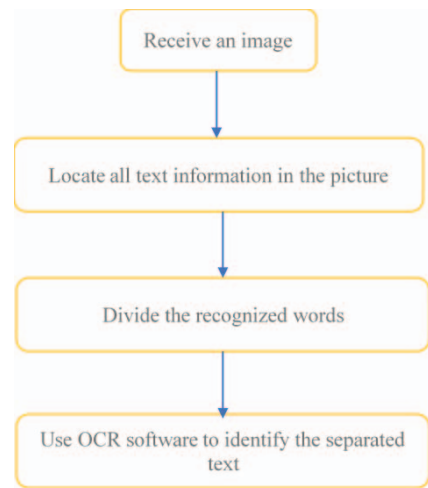 Receive an image
Locate all text information in the picture
Divide the recognized words
Use OCR software to identify the separated
text